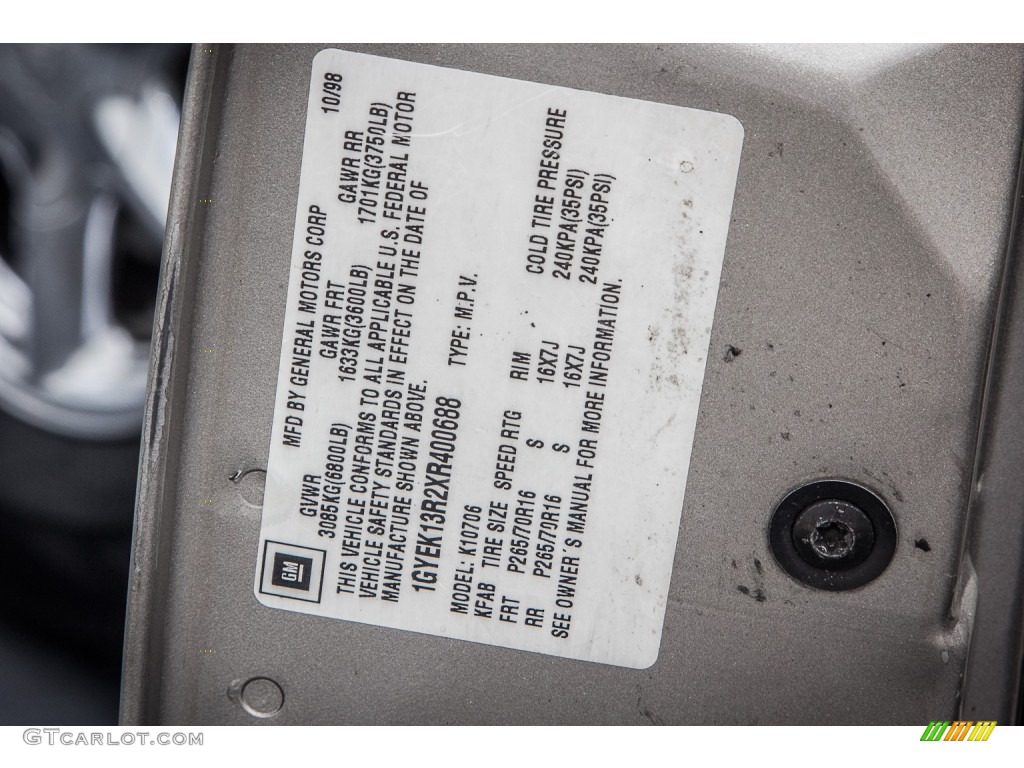 MFD BY GENERAL MOTORS CORP 10/98
GVWR GAWR FRT GAWR RR
3085KG(6800LB) 1633KG(3600LB) 1701KG(3750LB)
THIS VEHICLE CONFORMS TO ALL APPLICABLE U.S. FEDERAL MOTOR
VEHICLE SAFETY STANDARDS IN EFFECT ON THE DATE OF
MANUFACTURE SHOWN ABOVE.
1GYEK13R2XR400688 TYPE: M.P.V.
MODEL: K10706
KFAB TIRE SIZE SPEED RTG RIM COLD TIRE PRESSURE
FRT P265/70R16 S 16X7J 240KPA(35PSI)
RR P265/70R16 S 16X7J 240KPA(35PSI)
SEE OWNER'S MANUAL FOR MORE INFORMATION.
GM
GTCARLOT.COM